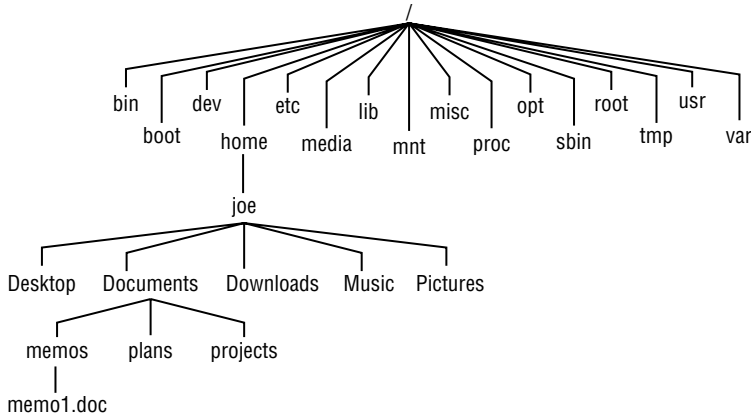 /
bin dev etc lib misc opt root usr
boot home media mnt proc sbin tmp var
joe
Desktop Documents Downloads Music Pictures
memos plans projects
memo1.doc